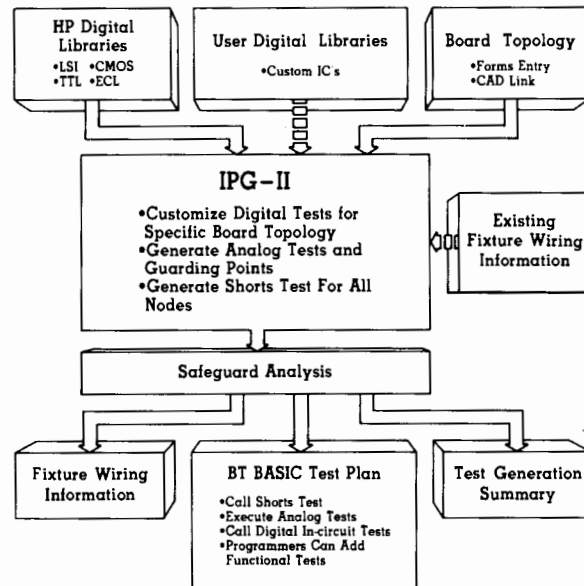 HP Digital
Libraries
•LSI •CMOS
•TTL •ECL
User Digital Libraries
•Custom IC's
Board Topology
•Forms Entry
•CAD Link
IPG-II
•Customize Digital Tests for
Specific Board Topology
•Generate Analog Tests and
Guarding Points
•Generate Shorts Test For All
Nodes
Existing
Fixture Wiring
Information
Safeguard Analysis
Fixture Wiring
Information
BT BASIC Test Plan
•Call Shorts Test
•Execute Analog Tests
•Call Digital In-circuit Tests
•Programmers Can Add
Functional Tests
Test Generation
Summary